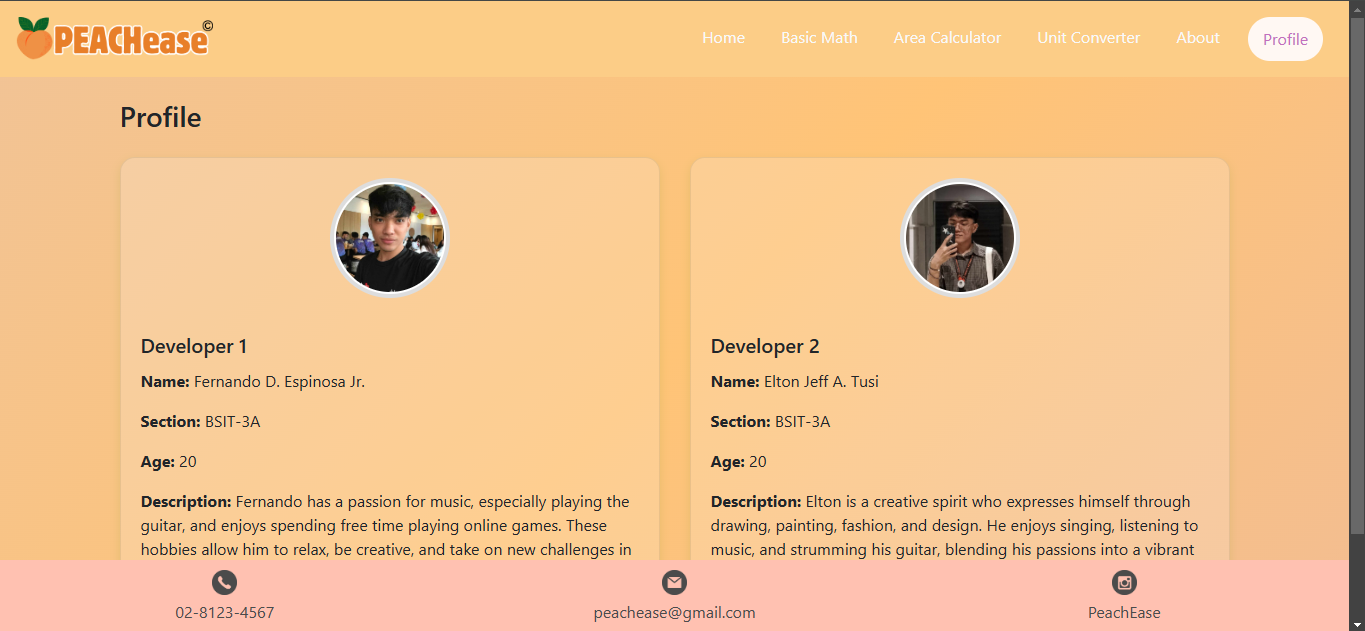 PEACHease©
Home Basic Math Area Calculator Unit Converter About Profile
Profile
Developer 1
Name: Fernando D. Espinosa Jr.
Section: BSIT-3A
Age: 20
Description: Fernando has a passion for music, especially playing the
guitar, and enjoys spending free time playing online games. These
hobbies allow him to relax, be creative, and take on new challenges in
Developer 2
Name: Elton Jeff A. Tusi
Section: BSIT-3A
Age: 20
Description: Elton is a creative spirit who expresses himself through
drawing, painting, fashion, and design. He enjoys singing, listening to
music, and strumming his guitar, blending his passions into a vibrant
02-8123-4567
peachease@gmail.com
PeachEase